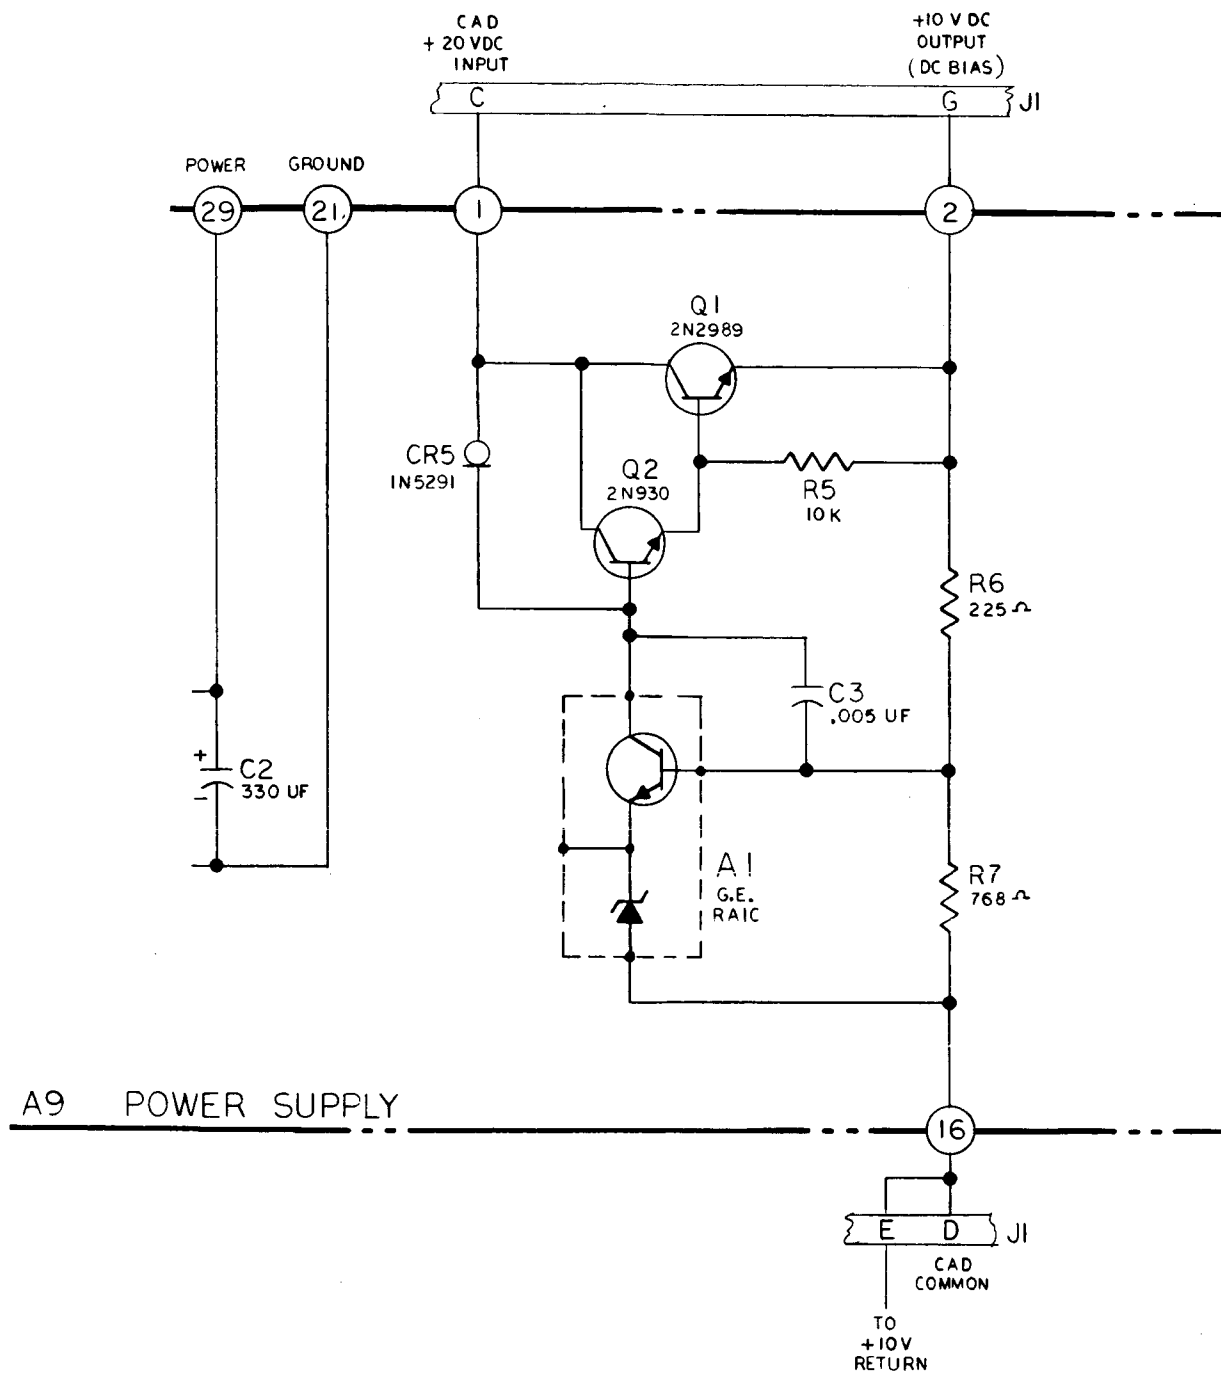 CAD
+ 20 VDC
INPUT
+10 V DC
OUTPUT
(DC BIAS)
C
G
J1
POWER
GROUND
29
21
1
2
Q1
2N2989
CR5
1N5291
Q2
2N930
R5
10K
R6
225 Ω
C3
.005 UF
+
C2
330 UF
−
A1
G.E.
RAIC
R7
768 Ω
A9 POWER SUPPLY
16
E
D
J1
CAD
COMMON
TO
+10V
RETURN